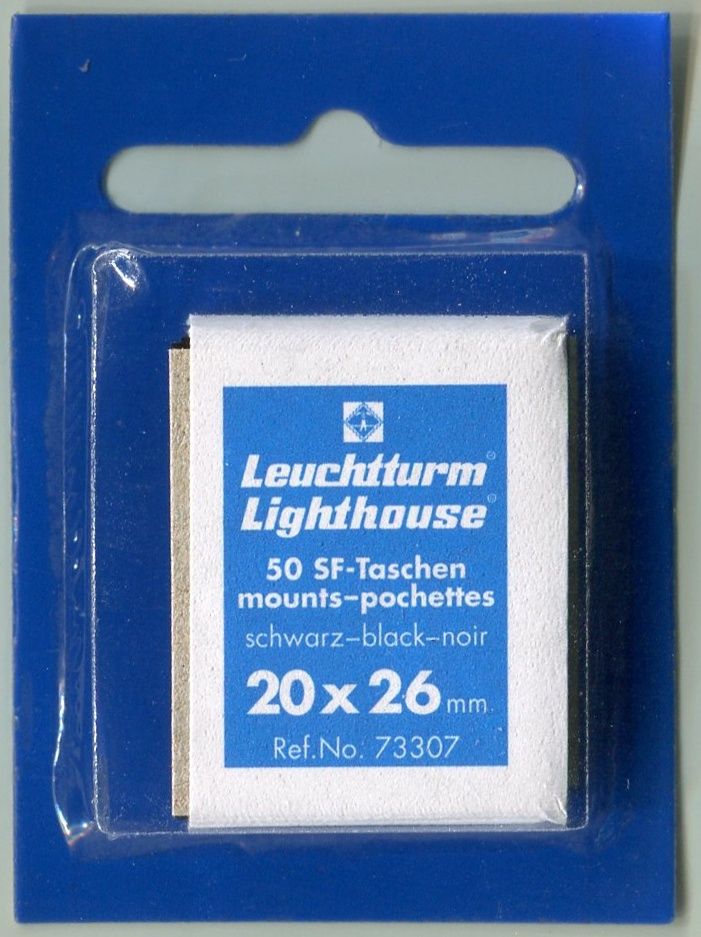 Leuchtturm®
Lighthouse®
50 SF-Taschen
mounts-pochettes
schwarz-black-noir
20 x 26 mm
Ref.No. 73307